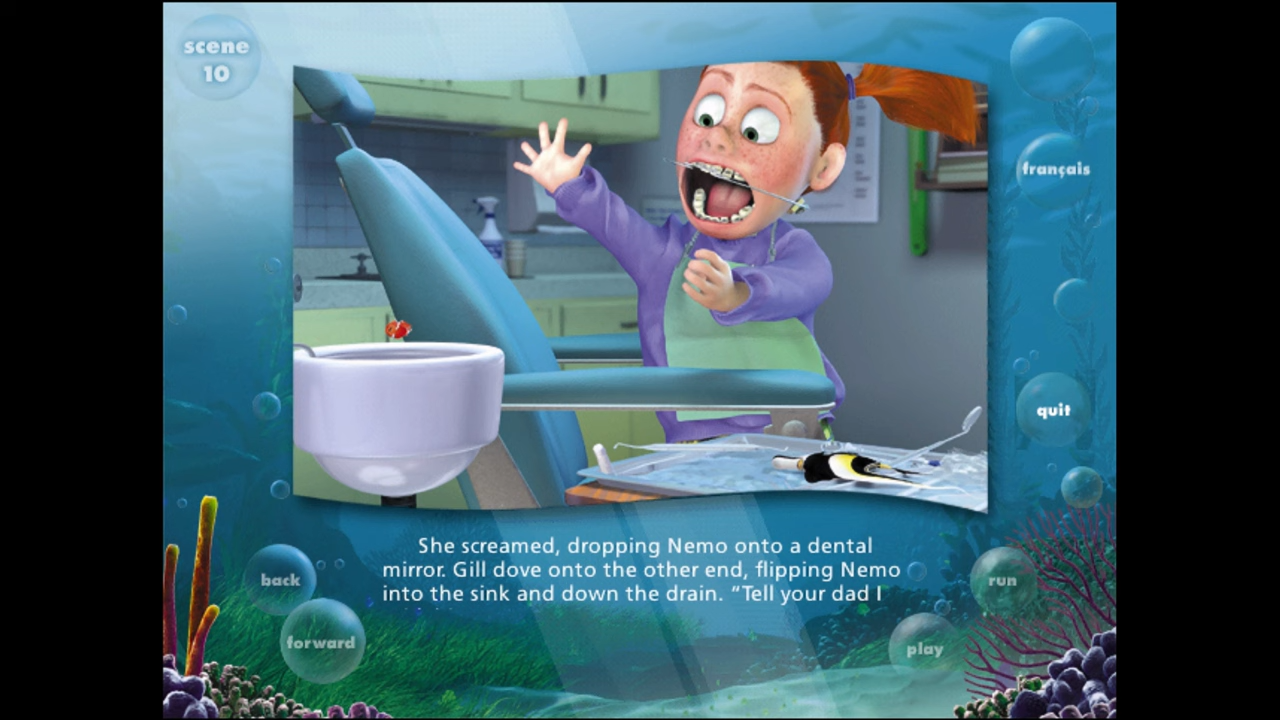 scene
10
français
quit
She screamed, dropping Nemo onto a dental
mirror. Gill dove onto the other end, flipping Nemo
into the sink and down the drain. “Tell your dad I
back
forward
run
play